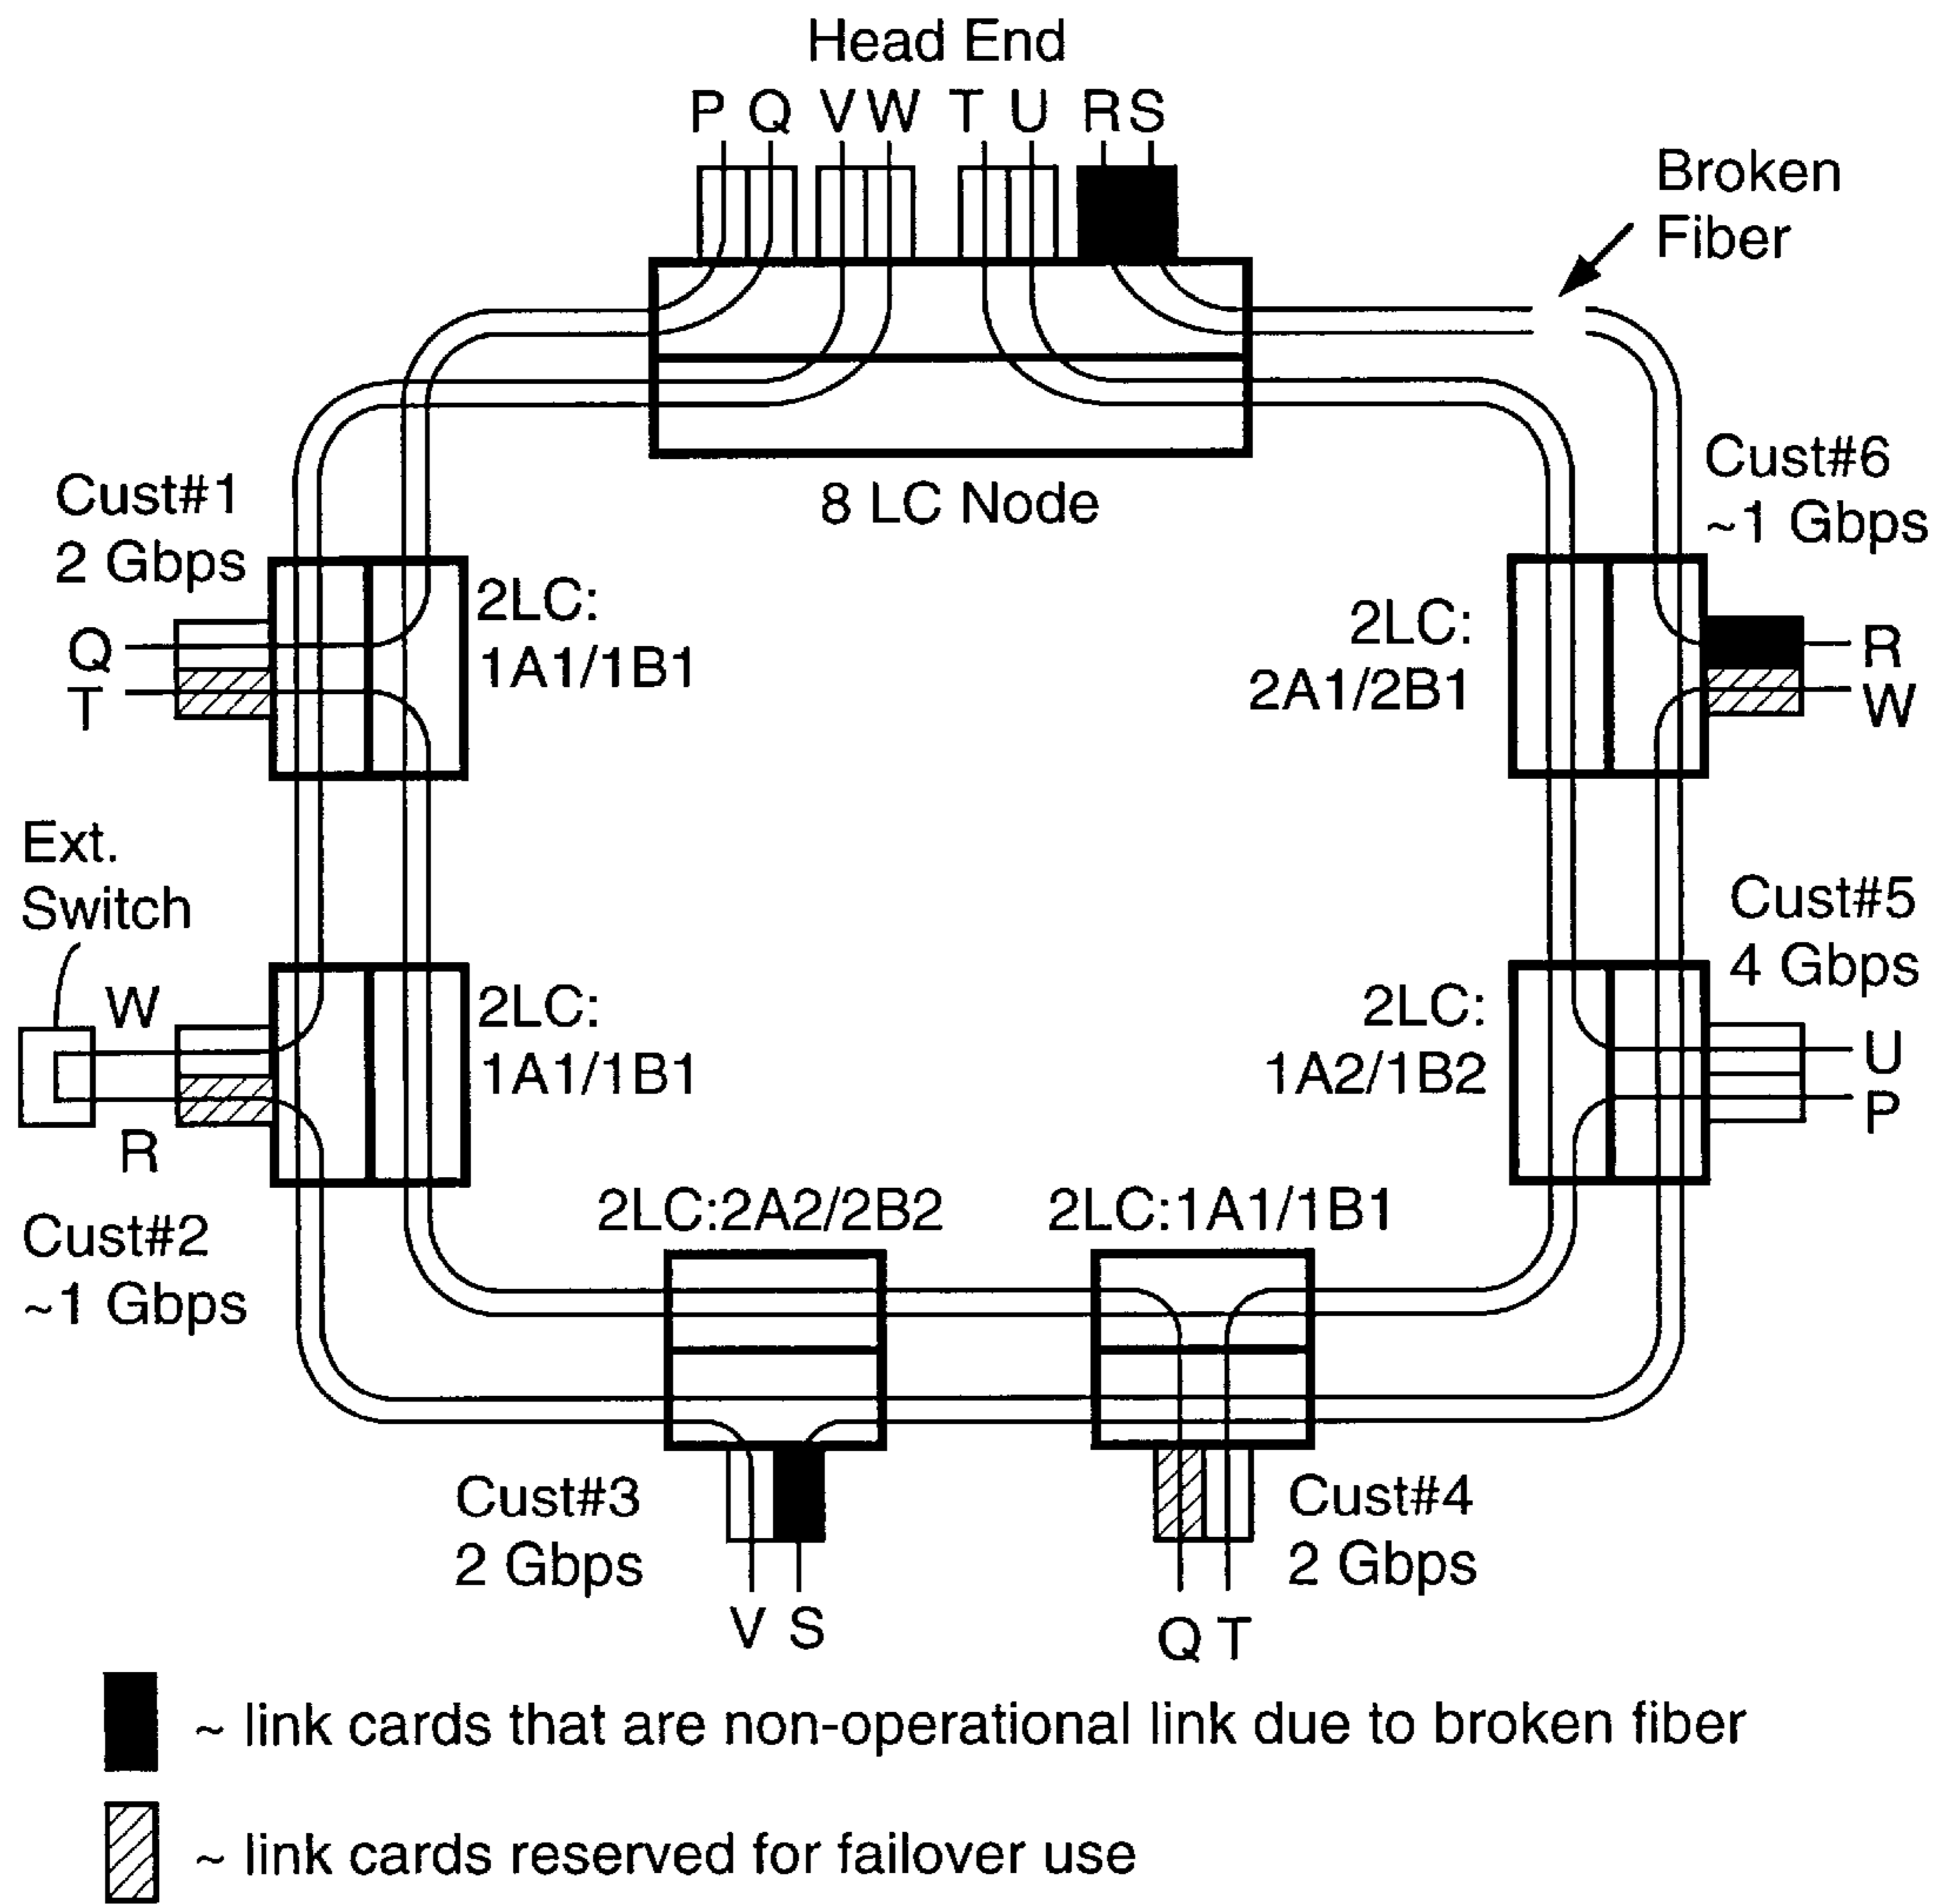 Head End
P Q V W T U R S
Broken
Fiber
8 LC Node
Cust#1
2 Gbps
Q
T
2LC:
1A1/1B1
Cust#6
~1 Gbps
2LC:
2A1/2B1
R
W
Ext.
Switch
W
R
2LC:
1A1/1B1
Cust#2
~1 Gbps
Cust#5
4 Gbps
2LC:
1A2/1B2
U
P
2LC:2A2/2B2
2LC:1A1/1B1
Cust#3
2 Gbps
V S
Cust#4
2 Gbps
Q T
~ link cards that are non-operational link due to broken fiber
~ link cards reserved for failover use